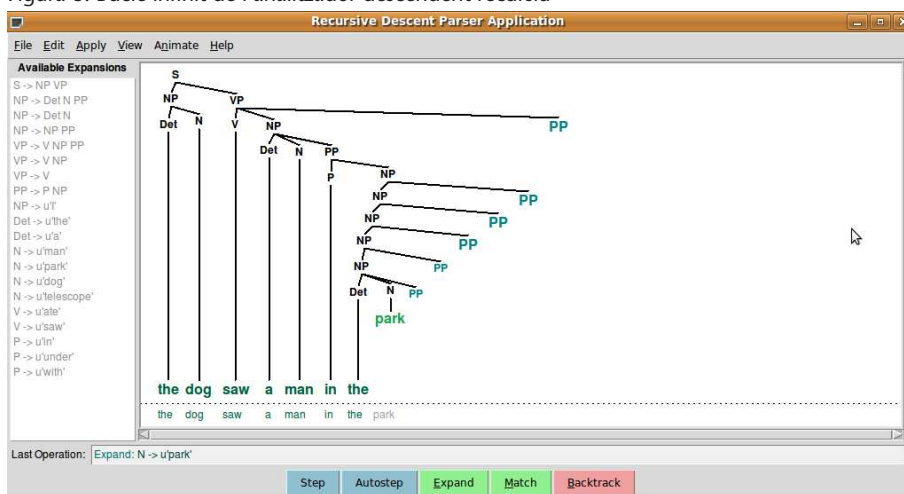 Recursive Descent Parser Application
File Edit Apply View Animate Help
Available Expansions
S -> NP VP
NP -> Det N PP
NP -> Det N
NP -> NP PP
VP -> V NP PP
VP -> V NP
VP -> V
PP -> P NP
NP -> u'I'
Det -> u'the'
Det -> u'a'
N -> u'man'
N -> u'park'
N -> u'dog'
N -> u'telescope'
V -> u'ate'
V -> u'saw'
P -> u'in'
P -> u'under'
P -> u'with'
S
NP VP
Det N V NP PP
Det N PP
P NP
NP PP
NP PP
NP PP
NP PP
Det N PP
park
the dog saw a man in the
the dog saw a man in the park
Last Operation: Expand: N -> u'park'
Step Autostep Expand Match Backtrack